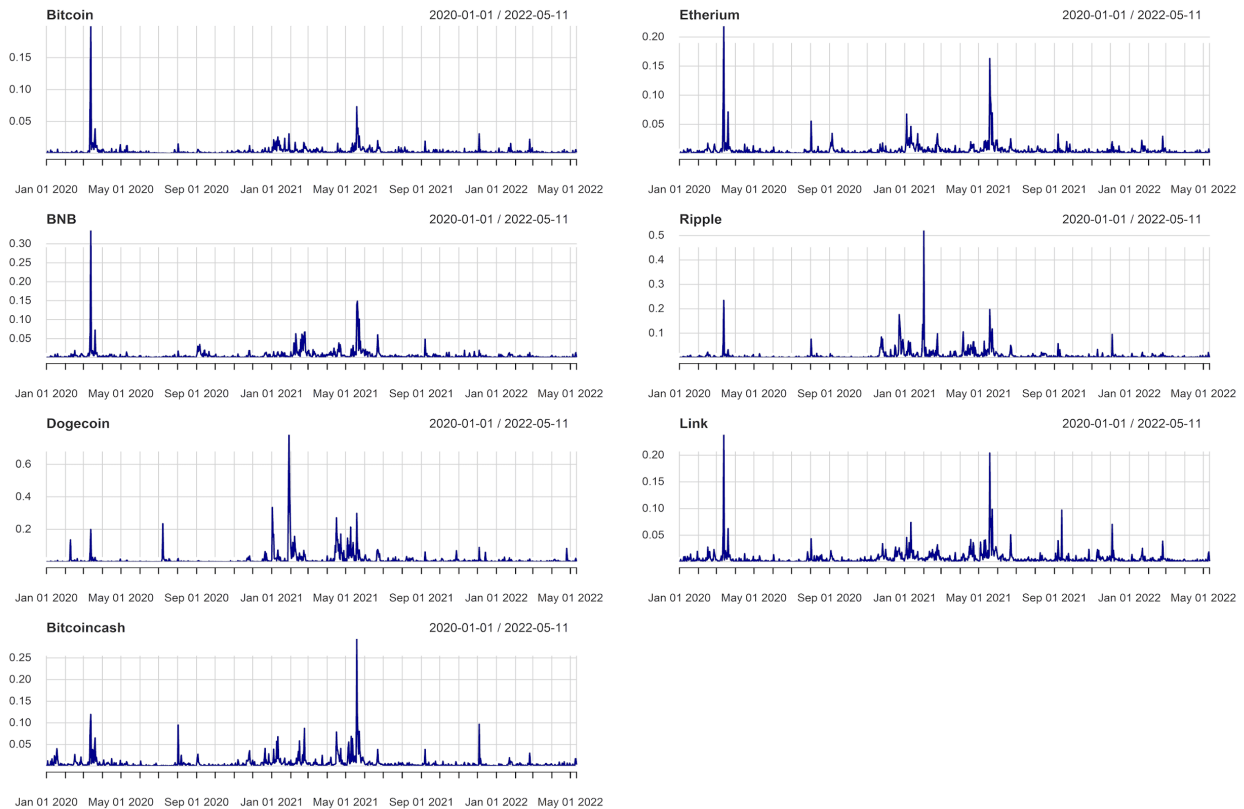 Bitcoin 2020-01-01 / 2022-05-11
0.15
0.10
0.05
Jan 01 2020 May 01 2020 Sep 01 2020 Jan 01 2021 May 01 2021 Sep 01 2021 Jan 01 2022 May 01 2022
Etherium 2020-01-01 / 2022-05-11
0.20
0.15
0.10
0.05
Jan 01 2020 May 01 2020 Sep 01 2020 Jan 01 2021 May 01 2021 Sep 01 2021 Jan 01 2022 May 01 2022
BNB 2020-01-01 / 2022-05-11
0.30
0.25
0.20
0.15
0.10
0.05
Jan 01 2020 May 01 2020 Sep 01 2020 Jan 01 2021 May 01 2021 Sep 01 2021 Jan 01 2022 May 01 2022
Ripple 2020-01-01 / 2022-05-11
0.5
0.4
0.3
0.2
0.1
Jan 01 2020 May 01 2020 Sep 01 2020 Jan 01 2021 May 01 2021 Sep 01 2021 Jan 01 2022 May 01 2022
Dogecoin 2020-01-01 / 2022-05-11
0.6
0.4
0.2
Jan 01 2020 May 01 2020 Sep 01 2020 Jan 01 2021 May 01 2021 Sep 01 2021 Jan 01 2022 May 01 2022
Link 2020-01-01 / 2022-05-11
0.20
0.15
0.10
0.05
Jan 01 2020 May 01 2020 Sep 01 2020 Jan 01 2021 May 01 2021 Sep 01 2021 Jan 01 2022 May 01 2022
Bitcoincash 2020-01-01 / 2022-05-11
0.25
0.20
0.15
0.10
0.05
Jan 01 2020 May 01 2020 Sep 01 2020 Jan 01 2021 May 01 2021 Sep 01 2021 Jan 01 2022 May 01 2022